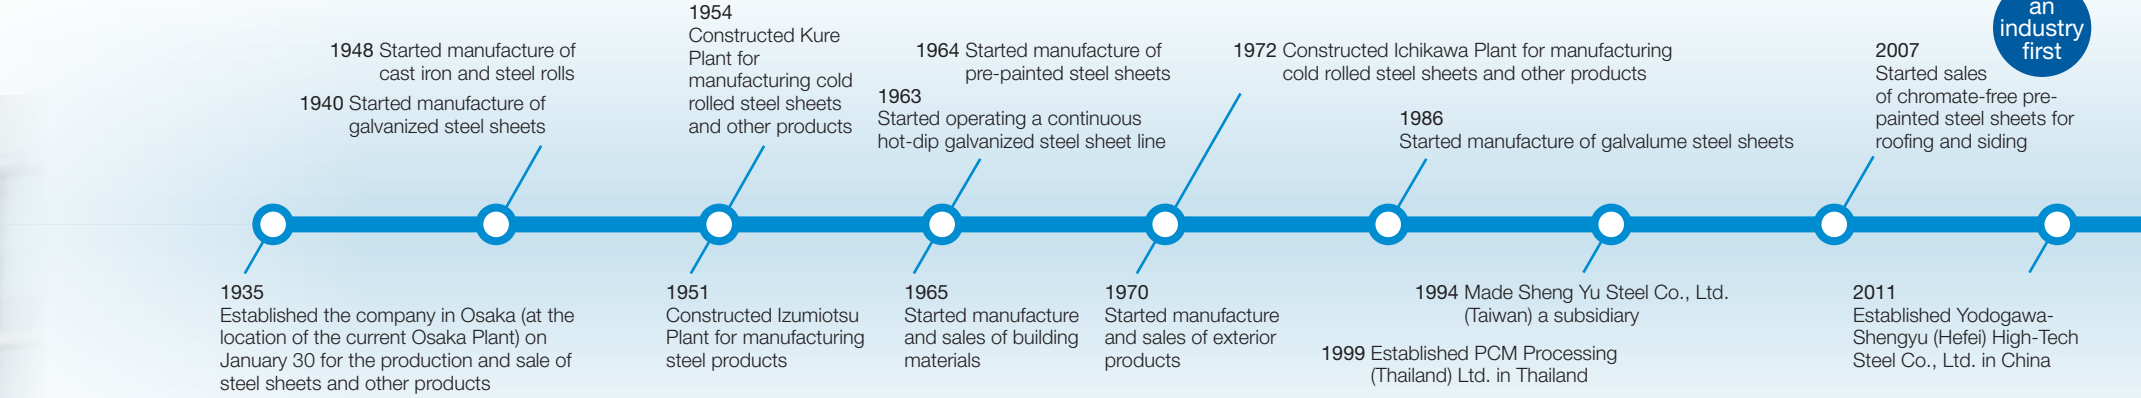 1948 Started manufacture of
cast iron and steel rolls
1940 Started manufacture of
galvanized steel sheets
1954
Constructed Kure
Plant for
manufacturing cold
rolled steel sheets
and other products
1964 Started manufacture of
pre-painted steel sheets
1963
Started operating a continuous
hot-dip galvanized steel sheet line
1972 Constructed Ichikawa Plant for manufacturing
cold rolled steel sheets and other products
1986
Started manufacture of galvalume steel sheets
an
industry
first
2007
Started sales
of chromate-free pre-
painted steel sheets for
roofing and siding
1935
Established the company in Osaka (at the
location of the current Osaka Plant) on
January 30 for the production and sale of
steel sheets and other products
1951
Constructed Izumiotsu
Plant for manufacturing
steel products
1965
Started manufacture
and sales of building
materials
1970
Started manufacture
and sales of exterior
products
1994 Made Sheng Yu Steel Co., Ltd.
(Taiwan) a subsidiary
1999 Established PCM Processing
(Thailand) Ltd. in Thailand
2011
Established Yodogawa-
Shengyu (Hefei) High-Tech
Steel Co., Ltd. in China